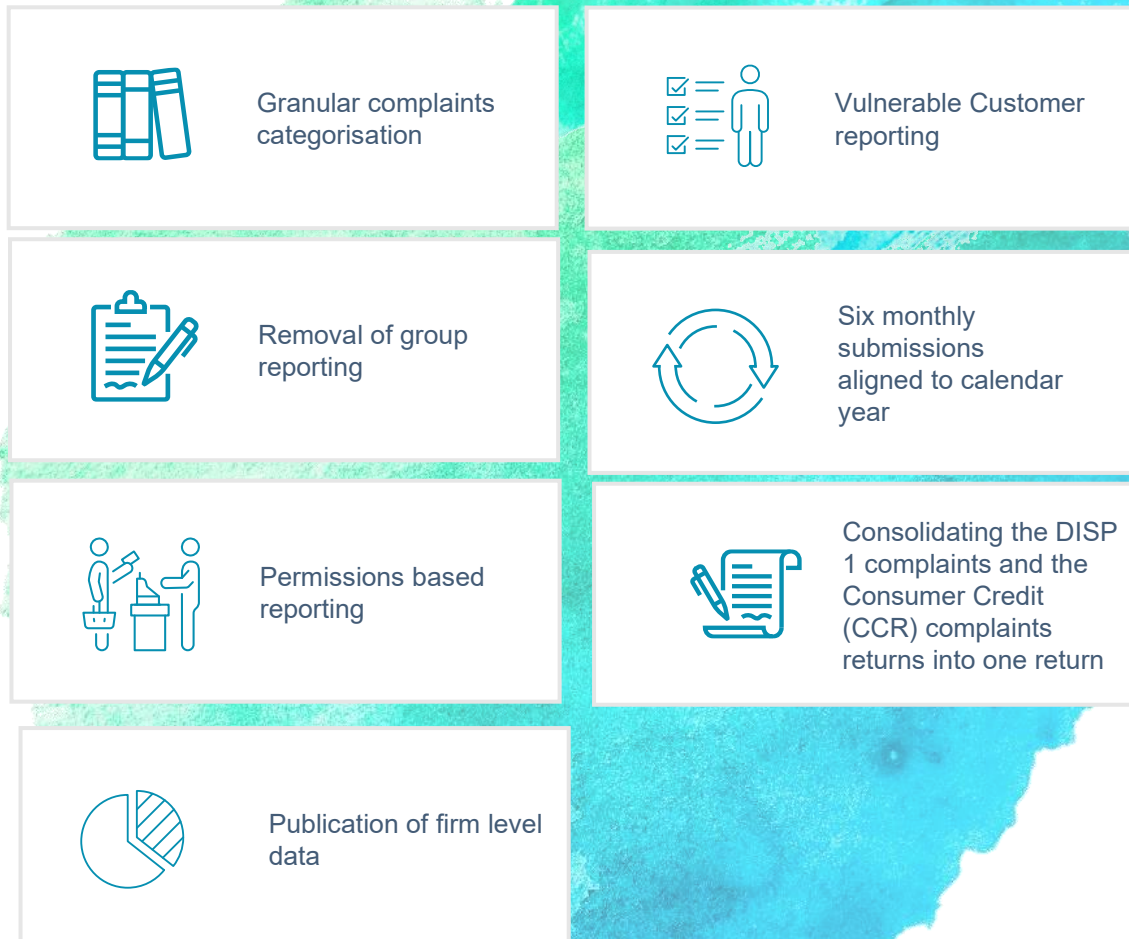 Granular complaints
categorisation
Vulnerable Customer
reporting
Removal of group
reporting
Six monthly
submissions
aligned to calendar
year
Permissions based
reporting
Consolidating the DISP
1 complaints and the
Consumer Credit
(CCR) complaints
returns into one return
Publication of firm level
data